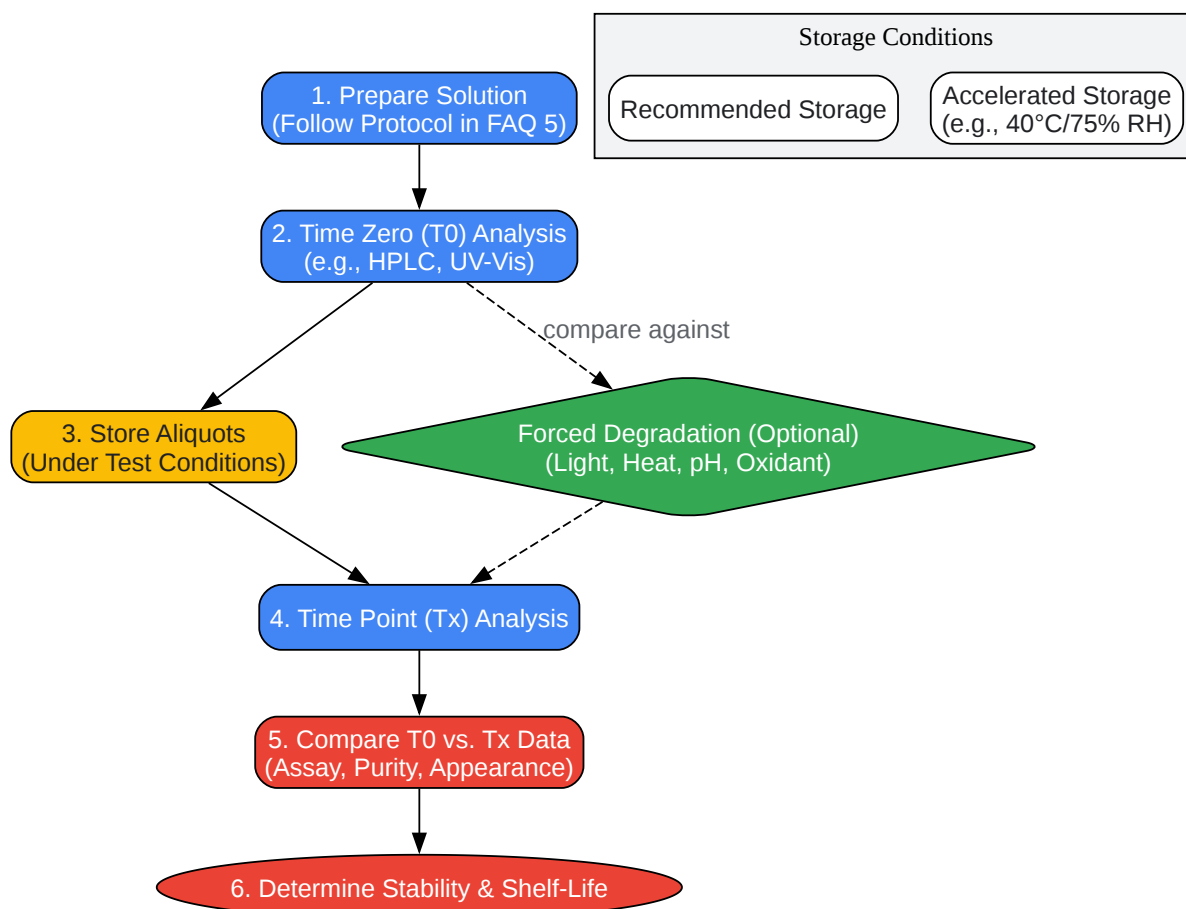 Storage Conditions
Recommended Storage
Accelerated Storage
(e.g., 40°C/75% RH)
1. Prepare Solution
(Follow Protocol in FAQ 5)
2. Time Zero (T0) Analysis
(e.g., HPLC, UV-Vis)
compare against
3. Store Aliquots
(Under Test Conditions)
Forced Degradation (Optional)
(Light, Heat, pH, Oxidant)
4. Time Point (Tx) Analysis
5. Compare T0 vs. Tx Data
(Assay, Purity, Appearance)
6. Determine Stability & Shelf-Life